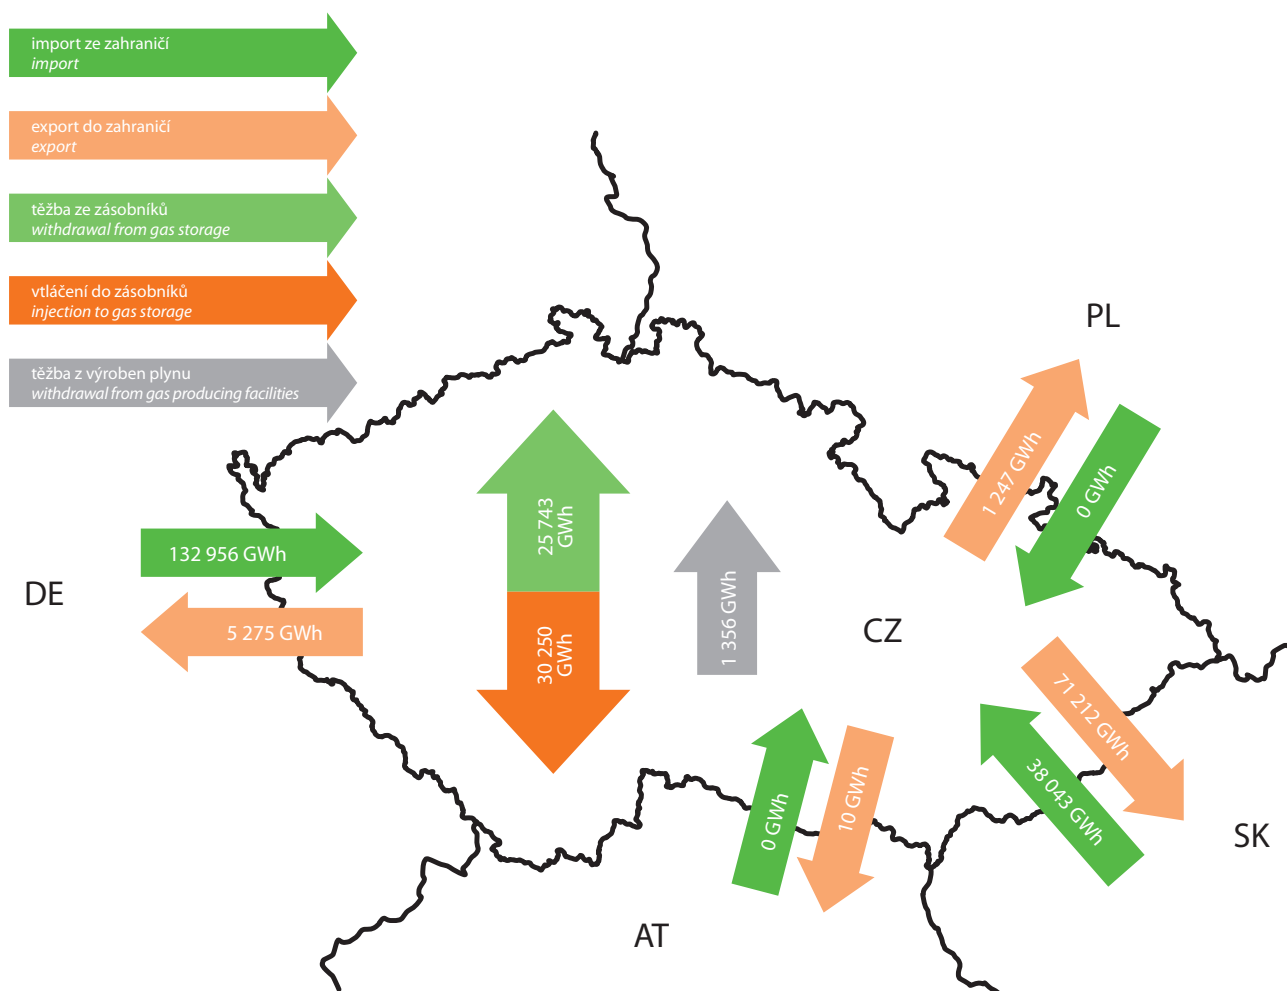 import ze zahraničí
import
export do zahraničí
export
těžba ze zásobníků
withdrawal from gas storage
vtláčení do zásobníků
injection to gas storage
těžba z výroben plynu
withdrawal from gas producing facilities
PL
1 247 GWh
0 GWh
25 743
GWh
132 956 GWh
DE
5 275 GWh
30 250
GWh
1 356 GWh
CZ
71 212 GWh
38 043 GWh
0 GWh
10 GWh
SK
AT